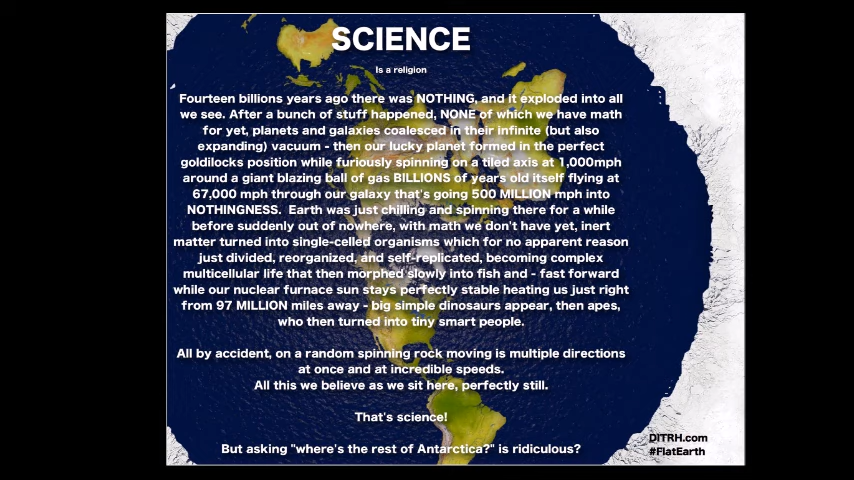 SCIENCE
Is a religion
Fourteen billions years ago there was NOTHING, and it exploded into all
we see. After a bunch of stuff happened, NONE of which we have math
for yet, planets and galaxies coalesced in their infinite (but also
expanding) vacuum - then our lucky planet formed in the perfect
goldilocks position while furiously spinning on a tiled axis at 1,000mph
around a giant blazing ball of gas BILLIONS of years old itself flying at
67,000 mph through our galaxy that's going 500 MILLION mph into
NOTHINGNESS. Earth was just chilling and spinning there for a while
before suddenly out of nowhere, with math we don't have yet, inert
matter turned into single-celled organisms which for no apparent reason
just divided, reorganized, and self-replicated, becoming complex
multicellular life that then morphed slowly into fish and - fast forward
while our nuclear furnace sun stays perfectly stable heating us just right
from 97 MILLION miles away - big simple dinosaurs appear, then apes,
who then turned into tiny smart people.
All by accident, on a random spinning rock moving is multiple directions
at once and at incredible speeds.
All this we believe as we sit here, perfectly still.
That's science!
But asking "where's the rest of Antarctica?" is ridiculous?
DITRH.com
#FlatEarth